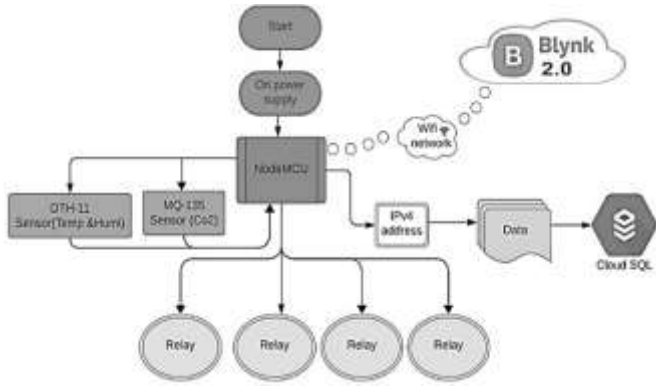 Start
On power
supply
B Blynk
2.0
Wifi
network
NodeMCU
DTH-11
Sensor(Temp &Humi)
MQ-135
Sensor (Co2)
IPv4
address
Data
Cloud SQL
Relay
Relay
Relay
Relay